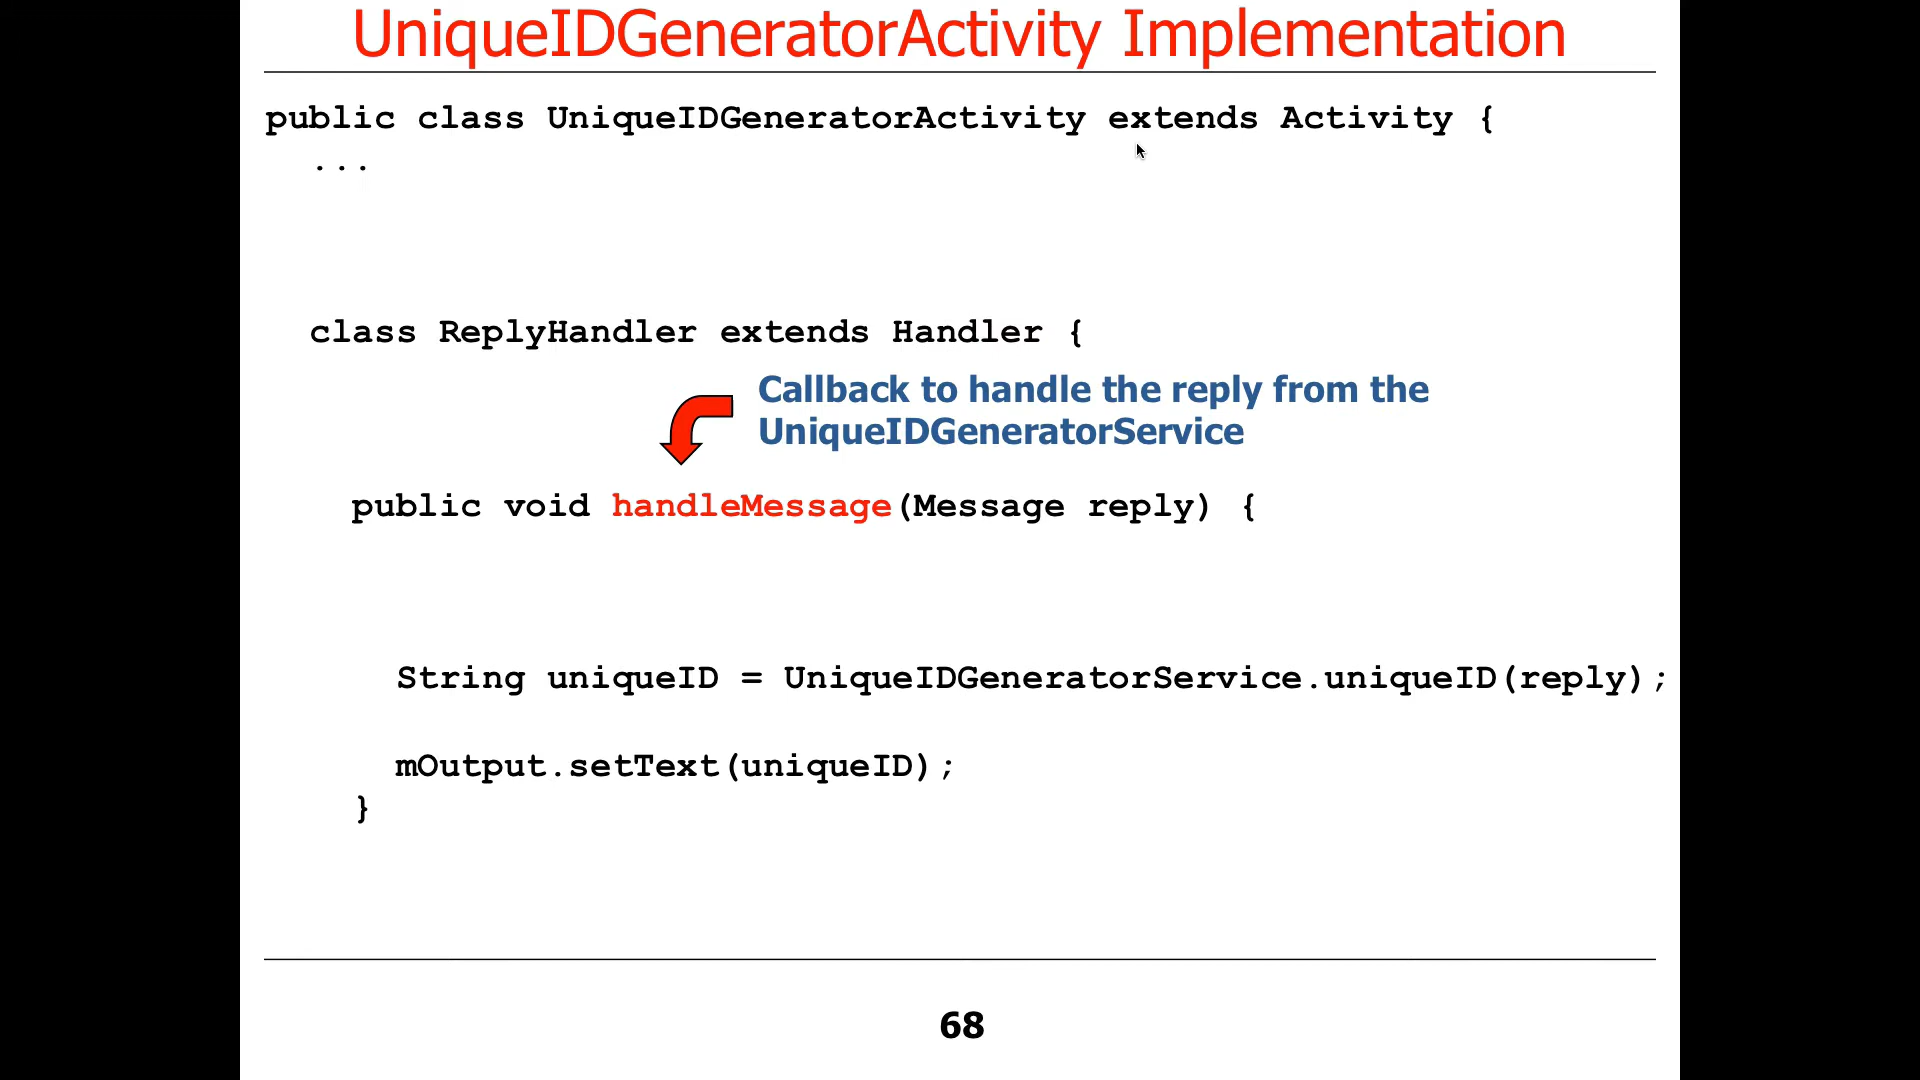 UniqueIDGeneratorActivity Implementation
public class UniqueIDGeneratorActivity extends Activity {
...
class ReplyHandler extends Handler {
Callback to handle the reply from the
UniqueIDGeneratorService
public void handleMessage(Message reply) {
String uniqueID = UniqueIDGeneratorService.uniqueID(reply);
mOutput.setText(uniqueID);
}
68